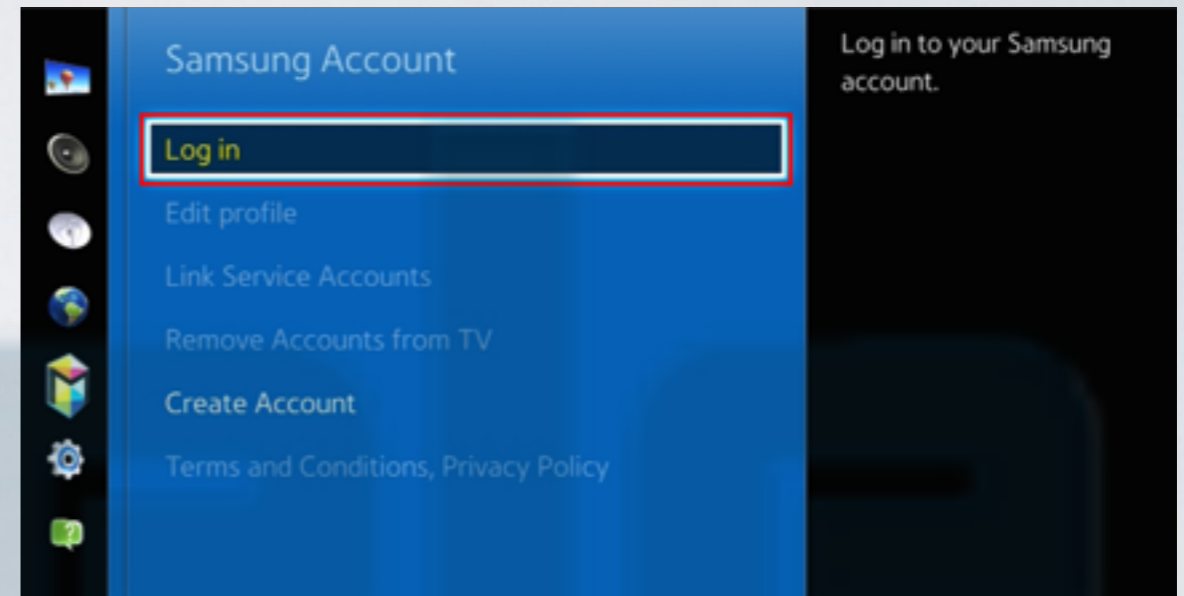 Samsung Account
Log in
Edit profile
Link Service Accounts
Remove Accounts from TV
Create Account
Terms and Conditions, Privacy Policy
Log in to your Samsung
account.
?